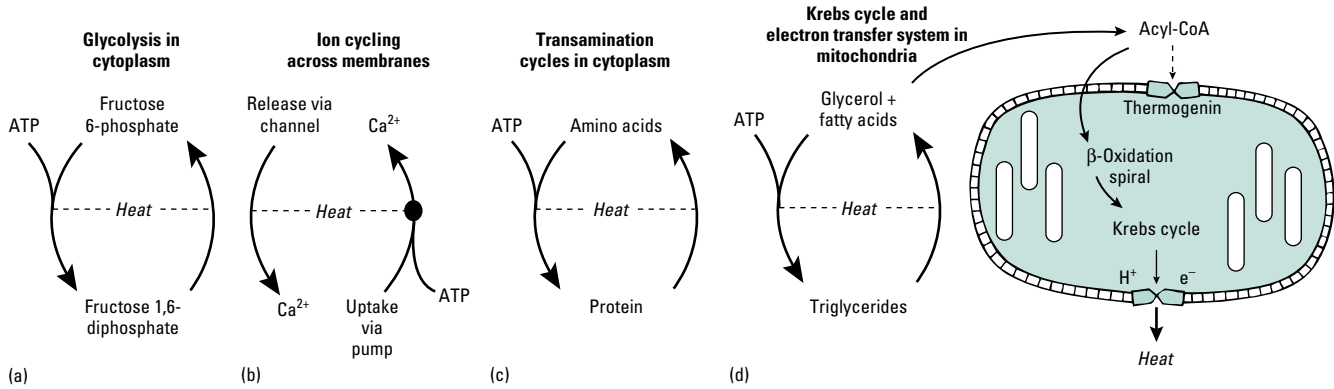 Glycolysis in
cytoplasm
ATP
Fructose
6-phosphate
Heat
Fructose 1,6-
diphosphate
(a)
Ion cycling
across membranes
Release via
channel
Ca²⁺
Heat
Ca²⁺
Uptake
via
pump
ATP
(b)
Transamination
cycles in cytoplasm
ATP
Amino acids
Heat
Protein
(c)
Krebs cycle and
electron transfer system in
mitochondria
ATP
Glycerol +
fatty acids
Heat
Triglycerides
(d)
Acyl-CoA
Thermogenin
β-Oxidation
spiral
Krebs cycle
H⁺
e⁻
Heat